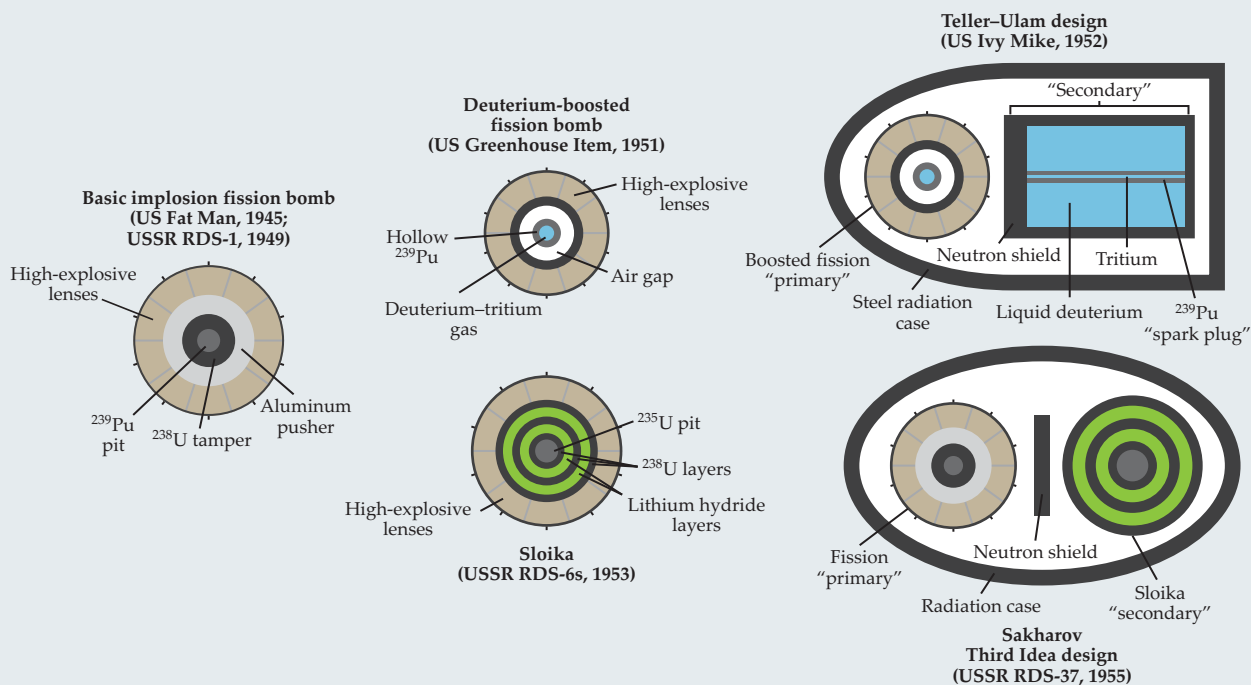 Basic implosion fission bomb
(US Fat Man, 1945;
USSR RDS-1, 1949)
High-explosive
lenses
²³⁹Pu
pit
²³⁸U tamper
Aluminum
pusher
Deuterium-boosted
fission bomb
(US Greenhouse Item, 1951)
High-explosive
lenses
Hollow
²³⁹Pu
Air gap
Deuterium–tritium
gas
²³⁵U pit
²³⁸U layers
Lithium hydride
layers
High-explosive
lenses
Sloika
(USSR RDS-6s, 1953)
Teller–Ulam design
(US Ivy Mike, 1952)
“Secondary”
Boosted fission
“primary”
Neutron shield
Tritium
Steel radiation
case
Liquid deuterium
²³⁹Pu
“spark plug”
Fission
“primary”
Neutron shield
Radiation case
Sloika
“secondary”
Sakharov
Third Idea design
(USSR RDS-37, 1955)